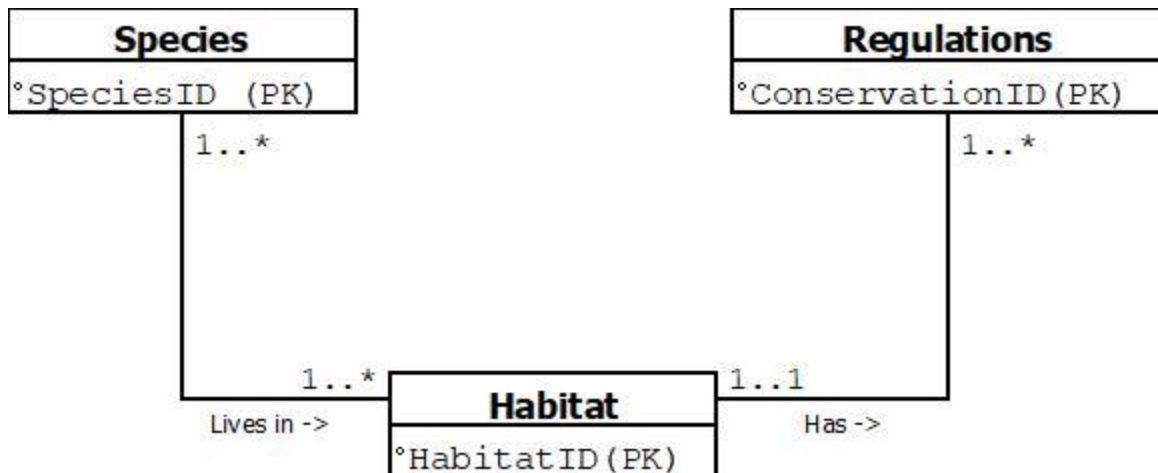 Species
°SpeciesID (PK)
1..*
Regulations
°ConservationID(PK)
1..*
1..*
Lives in ->
Habitat
°HabitatID(PK)
1..1
Has ->